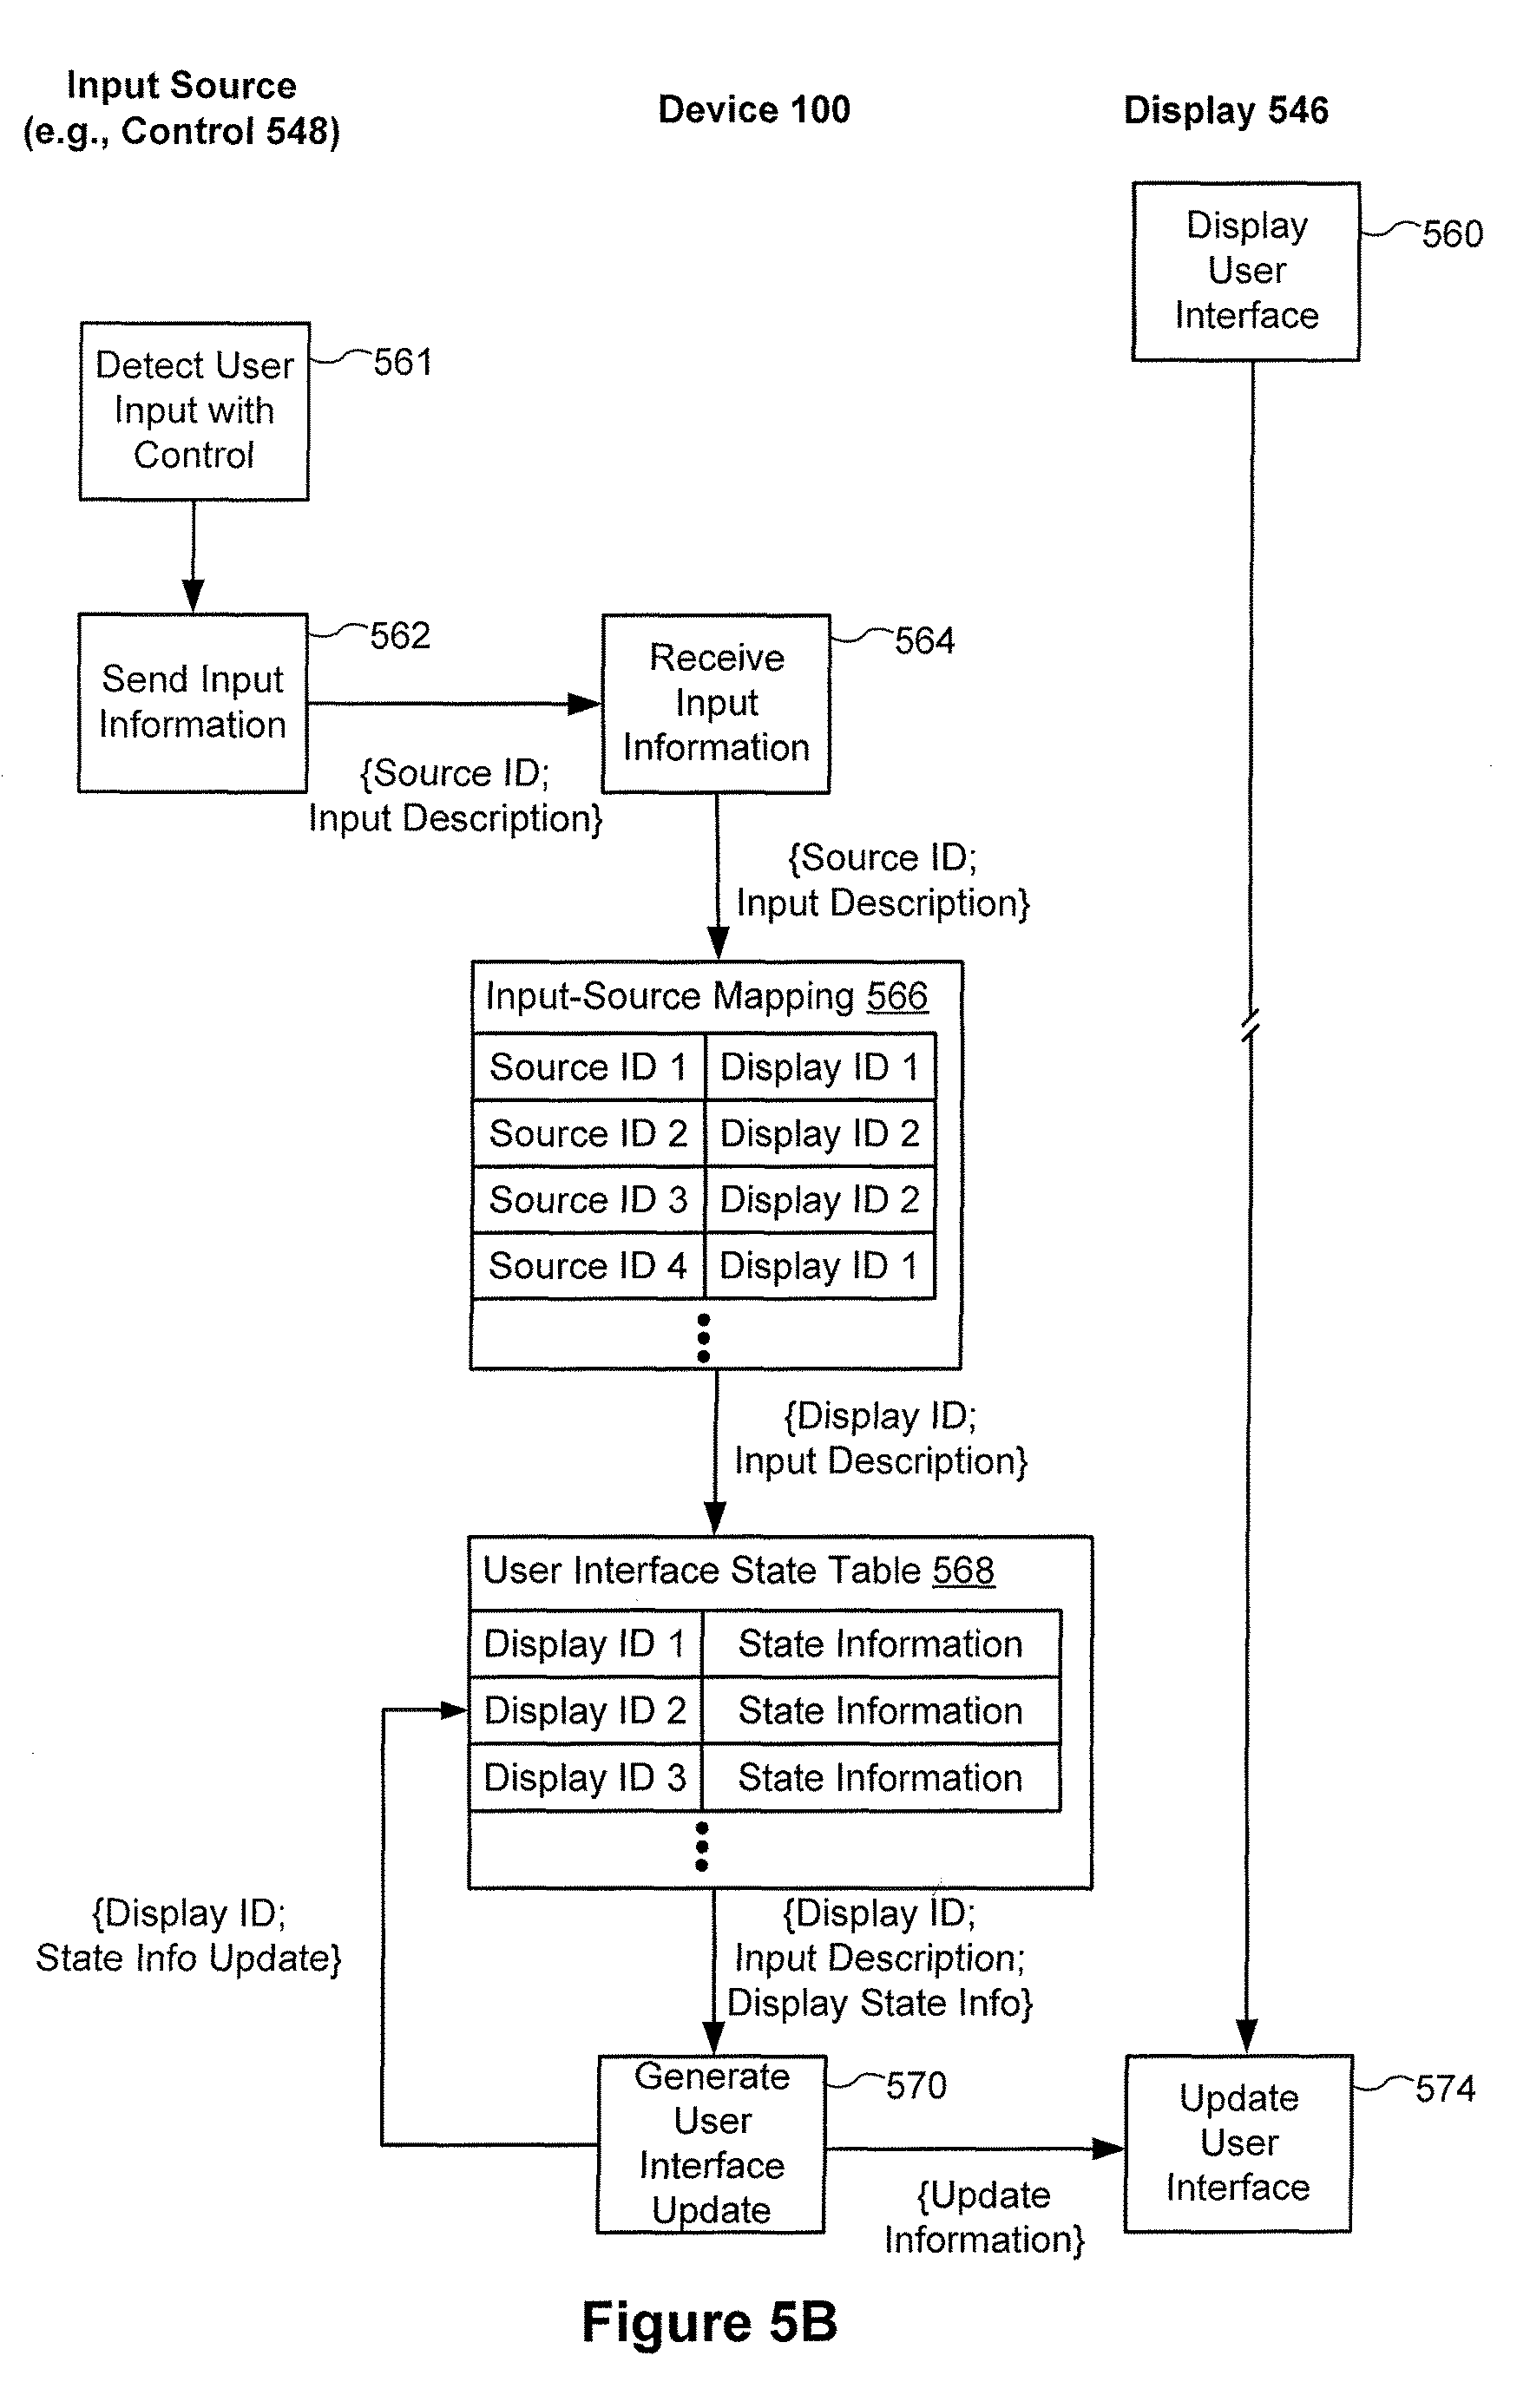 Input Source
(e.g., Control 548)
Device 100
Display 546
Display
User
Interface
560
Detect User
Input with
Control
561
Send Input
Information
562
Receive
Input
Information
564
{Source ID;
Input Description}
{Source ID;
Input Description}
Input-Source Mapping 566
Source ID 1 Display ID 1
Source ID 2 Display ID 2
Source ID 3 Display ID 2
Source ID 4 Display ID 1
{Display ID;
Input Description}
User Interface State Table 568
Display ID 1 State Information
Display ID 2 State Information
Display ID 3 State Information
{Display ID;
State Info Update}
{Display ID;
Input Description;
Display State Info}
Generate
User
Interface
Update
570
{Update
Information}
Update
User
Interface
574
Figure 5B